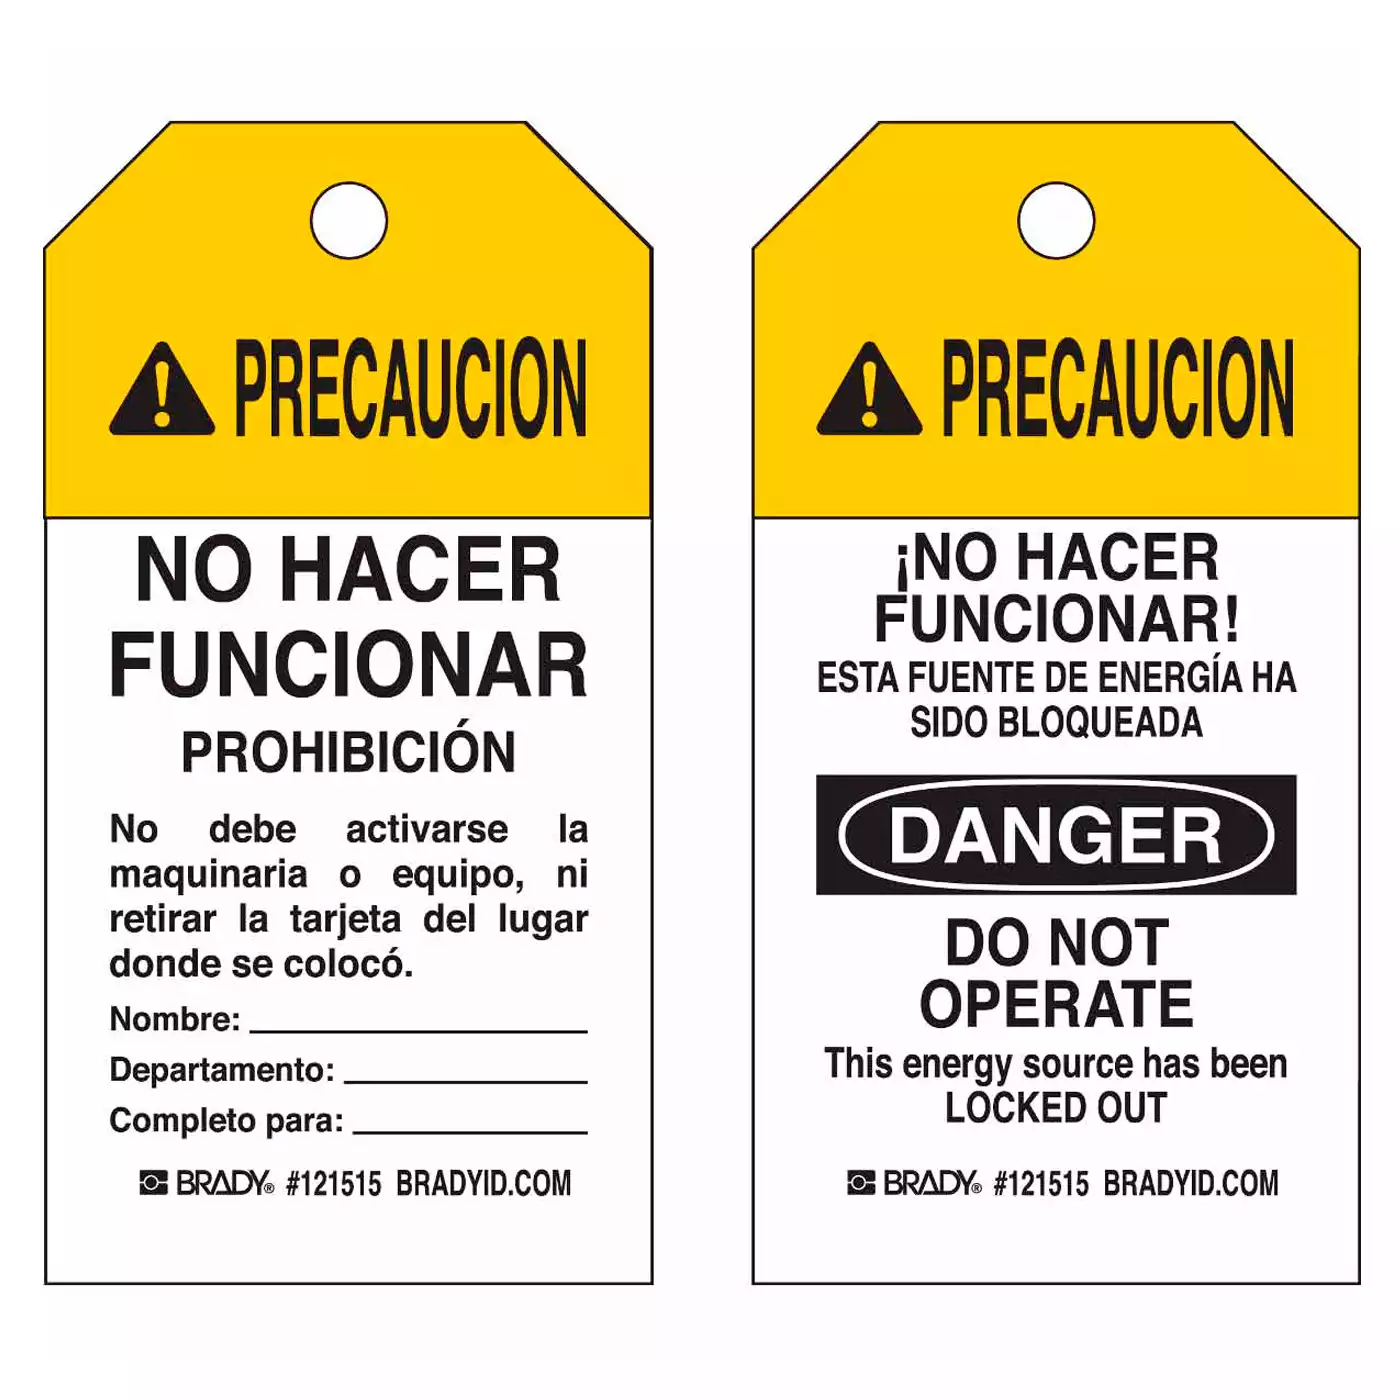 PRECAUCION
NO HACER
FUNCIONAR
PROHIBICIÓN
No debe activarse la
maquinaria o equipo, ni
retirar la tarjeta del lugar
donde se colocó.
Nombre:
Departamento:
Completo para:
BRADY® #121515 BRADYID.COM
PRECAUCION
¡NO HACER
FUNCIONAR!
ESTA FUENTE DE ENERGÍA HA
SIDO BLOQUEADA
DANGER
DO NOT
OPERATE
This energy source has been
LOCKED OUT
BRADY® #121515 BRADYID.COM